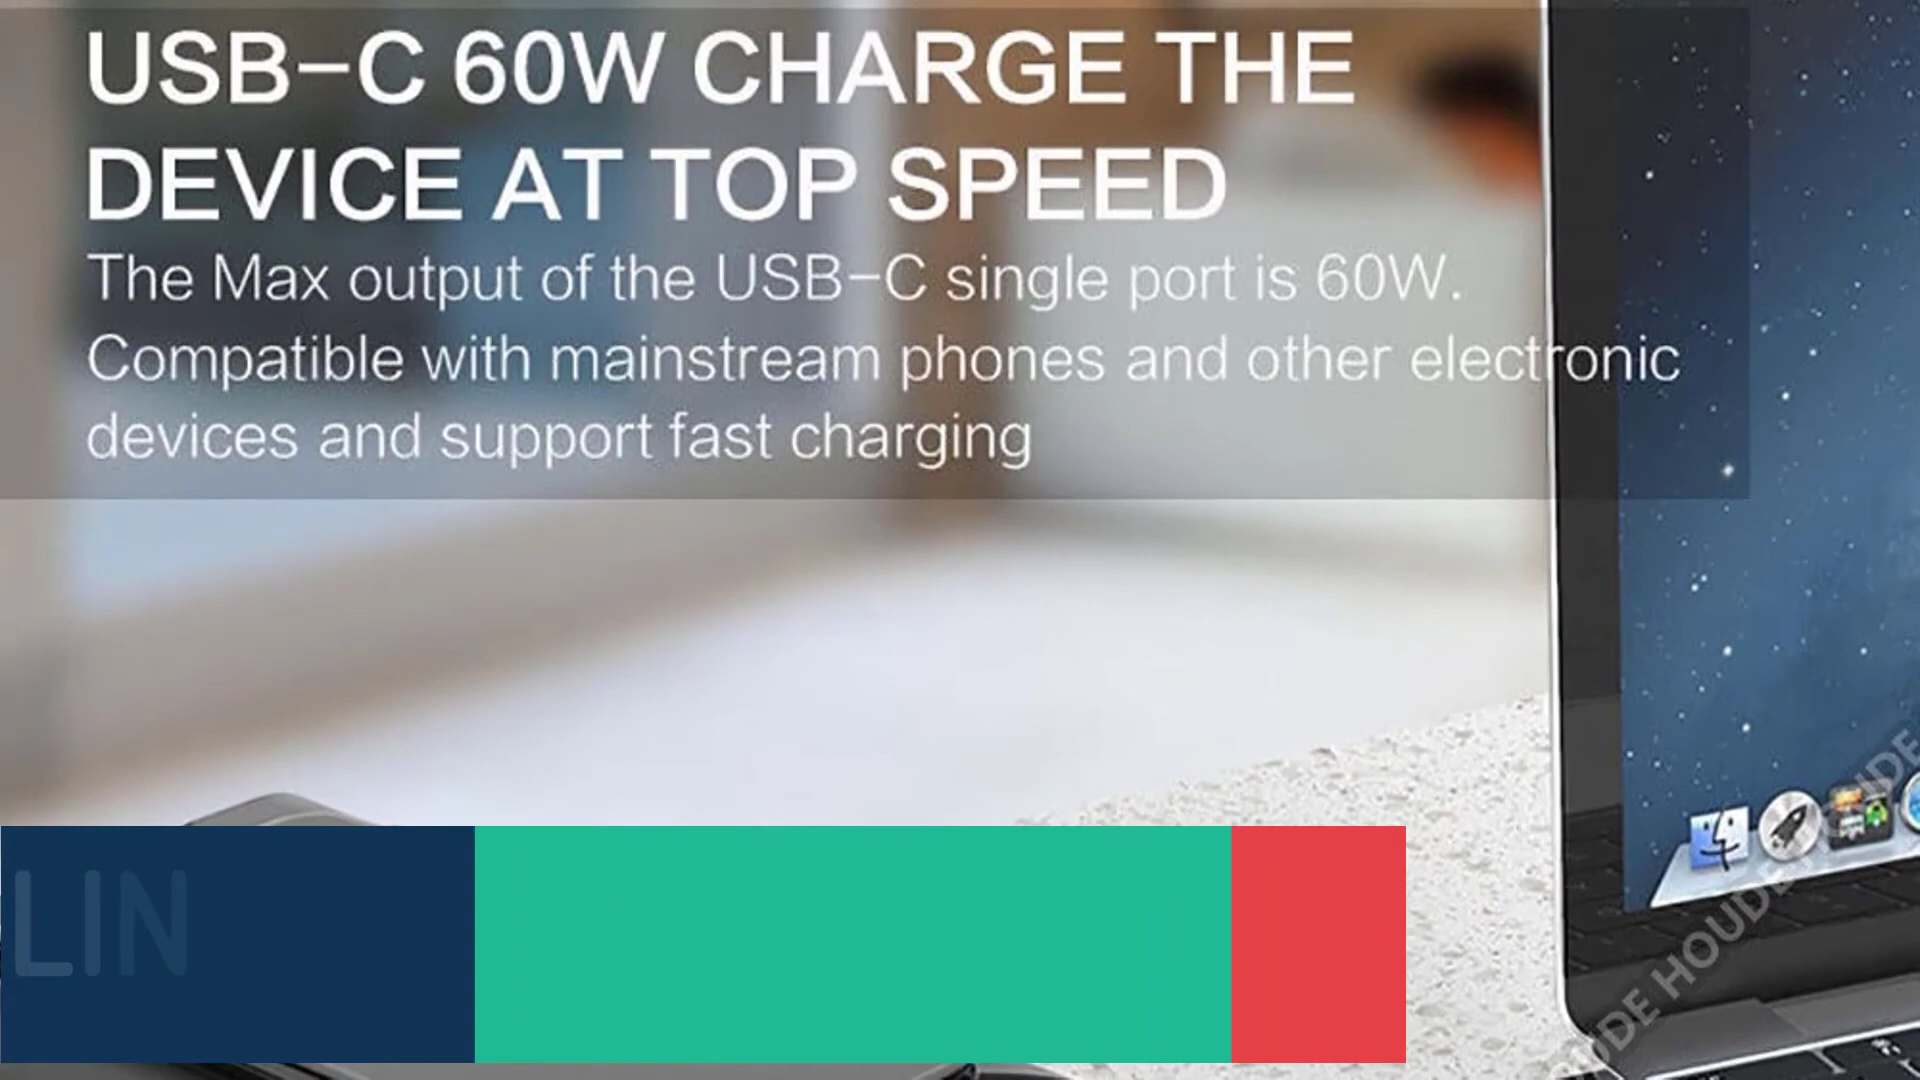 USB-C 60W CHARGE THE
DEVICE AT TOP SPEED
The Max output of the USB-C single port is 60W.
Compatible with mainstream phones and other electronic
devices and support fast charging
LIN
HOUDE